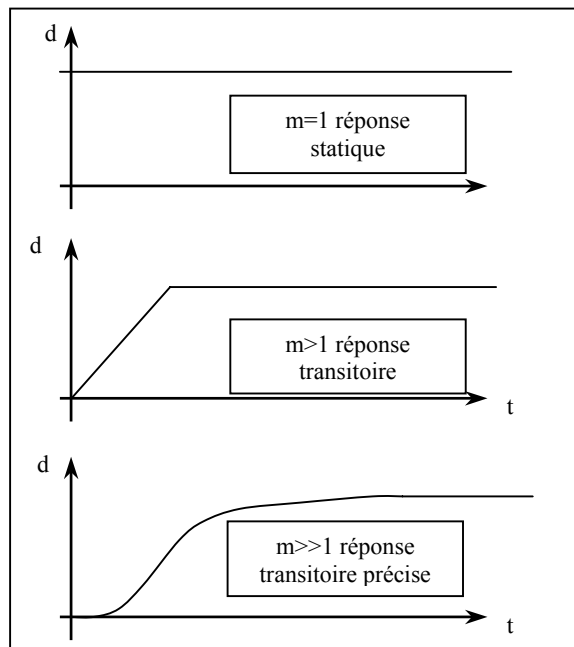 d
m=1 réponse
statique
d
m>1 réponse
transitoire
t
d
m>>1 réponse
transitoire précise
t